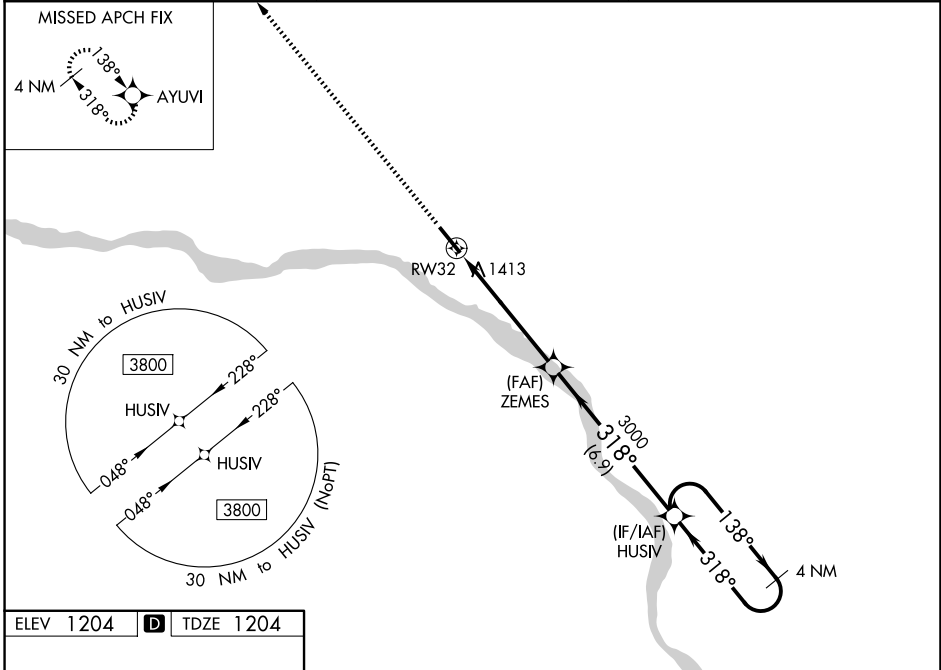 MISSED APCH FIX
138°
4 NM
318°
AYUVI
RW32
1413
30 NM to HUSIV
3800
228°
HUSIV
048°
228°
HUSIV
048°
3800
30 NM to HUSIV (NoPT)
(FAF)
ZEMES
3000
318°
(6.9)
(IF/IAF)
HUSIV
138°
318°
4 NM
ELEV 1204 D TDZE 1204